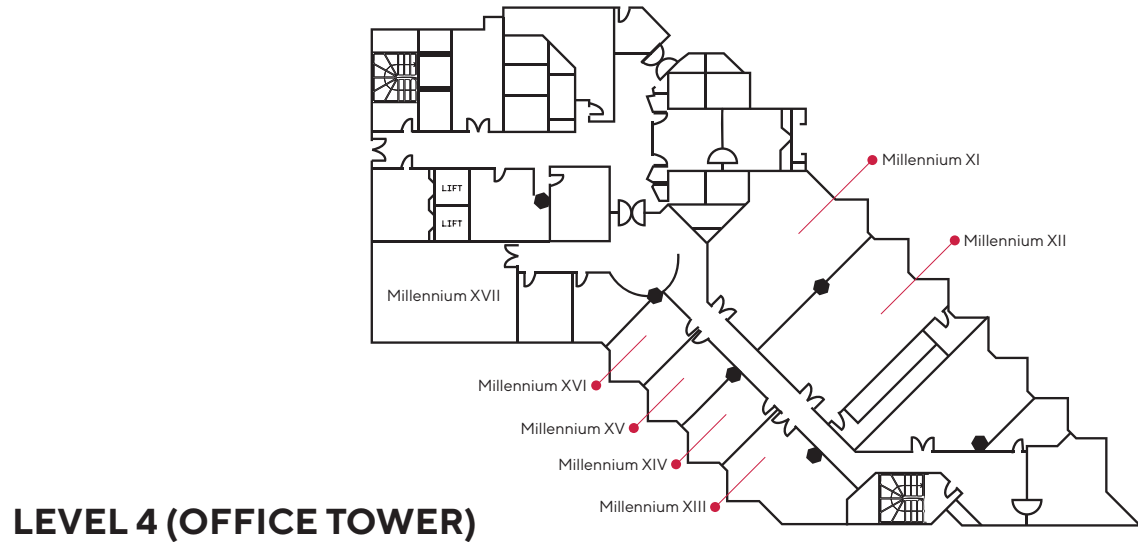 Millennium XI
LIFT
LIFT
Millennium XII
Millennium XVII
Millennium XVI
Millennium XV
Millennium XIV
Millennium XIII
LEVEL 4 (OFFICE TOWER)